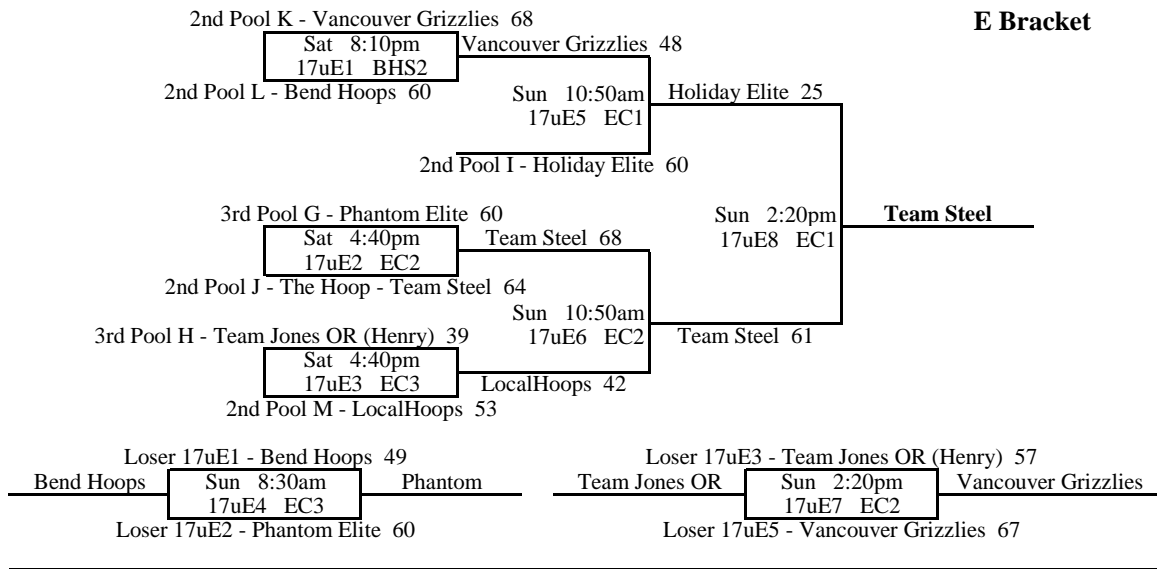 2nd Pool K - Vancouver Grizzlies 68
E Bracket
Sat 8:10pm
Vancouver Grizzlies 48
17uE1 BHS2
2nd Pool L - Bend Hoops 60
Sun 10:50am
Holiday Elite 25
17uE5 EC1
2nd Pool I - Holiday Elite 60
3rd Pool G - Phantom Elite 60
Sun 2:20pm
Team Steel
17uE8 EC1
Sat 4:40pm
Team Steel 68
17uE2 EC2
2nd Pool J - The Hoop - Team Steel 64
Sun 10:50am
17uE6 EC2
Team Steel 61
3rd Pool H - Team Jones OR (Henry) 39
Sat 4:40pm
17uE3 EC3
LocalHoops 42
2nd Pool M - LocalHoops 53
Loser 17uE1 - Bend Hoops 49
Bend Hoops
Sun 8:30am
Phantom
17uE4 EC3
Loser 17uE2 - Phantom Elite 60
Loser 17uE3 - Team Jones OR (Henry) 57
Team Jones OR
Sun 2:20pm
Vancouver Grizzlies
17uE7 EC2
Loser 17uE5 - Vancouver Grizzlies 67